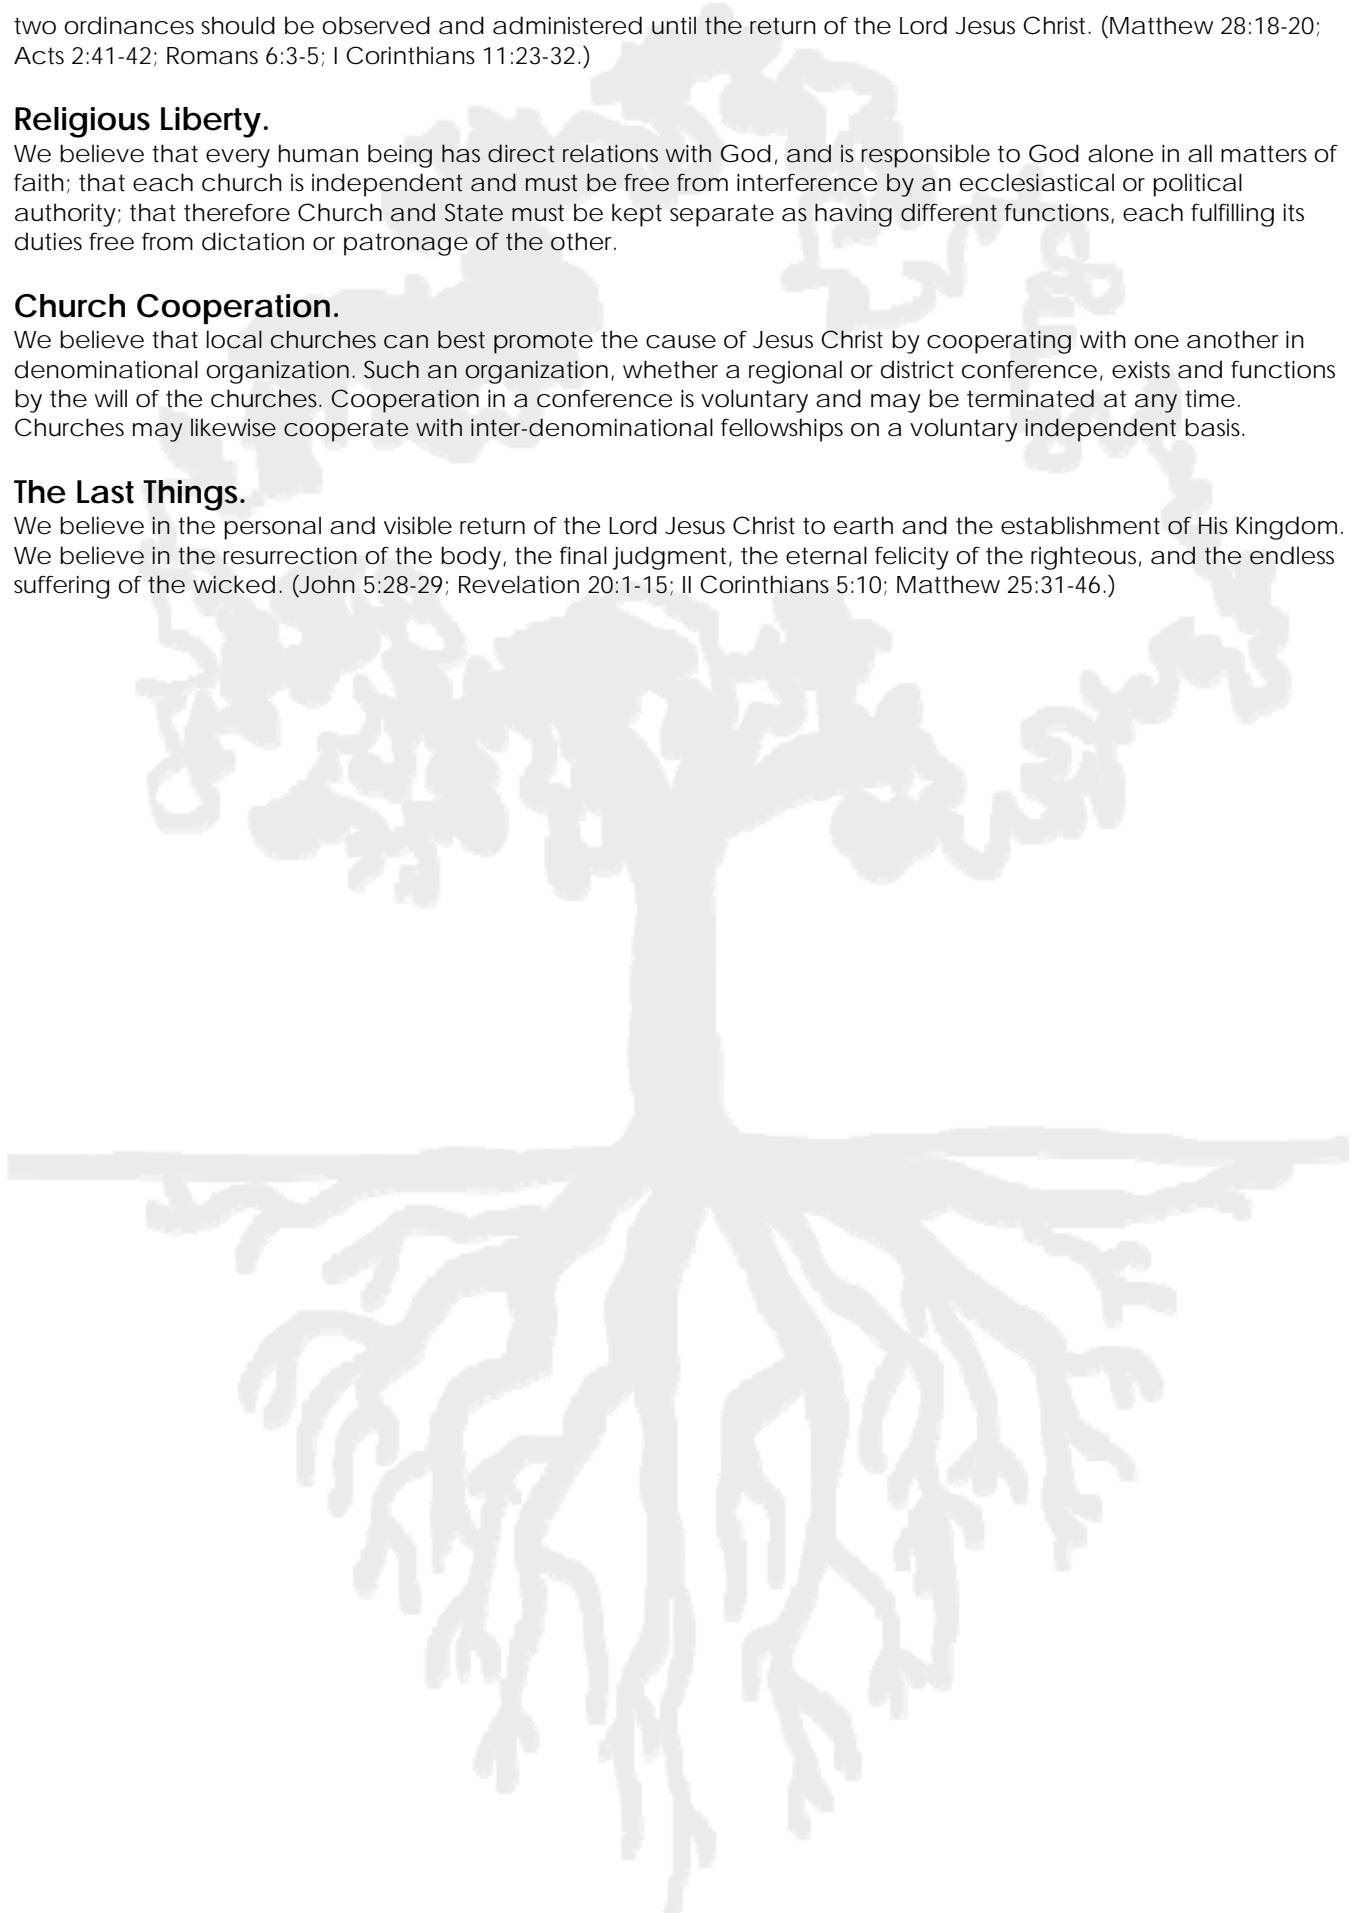 two ordinances should be observed and administered until the return of the Lord Jesus Christ. (Matthew 28:18-20;
Acts 2:41-42; Romans 6:3-5; I Corinthians 11:23-32.)
Religious Liberty.
We believe that every human being has direct relations with God, and is responsible to God alone in all matters of
faith; that each church is independent and must be free from interference by an ecclesiastical or political
authority; that therefore Church and State must be kept separate as having different functions, each fulfilling its
duties free from dictation or patronage of the other.
Church Cooperation.
We believe that local churches can best promote the cause of Jesus Christ by cooperating with one another in
denominational organization. Such an organization, whether a regional or district conference, exists and functions
by the will of the churches. Cooperation in a conference is voluntary and may be terminated at any time.
Churches may likewise cooperate with inter-denominational fellowships on a voluntary independent basis.
The Last Things.
We believe in the personal and visible return of the Lord Jesus Christ to earth and the establishment of His Kingdom.
We believe in the resurrection of the body, the final judgment, the eternal felicity of the righteous, and the endless
suffering of the wicked. (John 5:28-29; Revelation 20:1-15; II Corinthians 5:10; Matthew 25:31-46.)